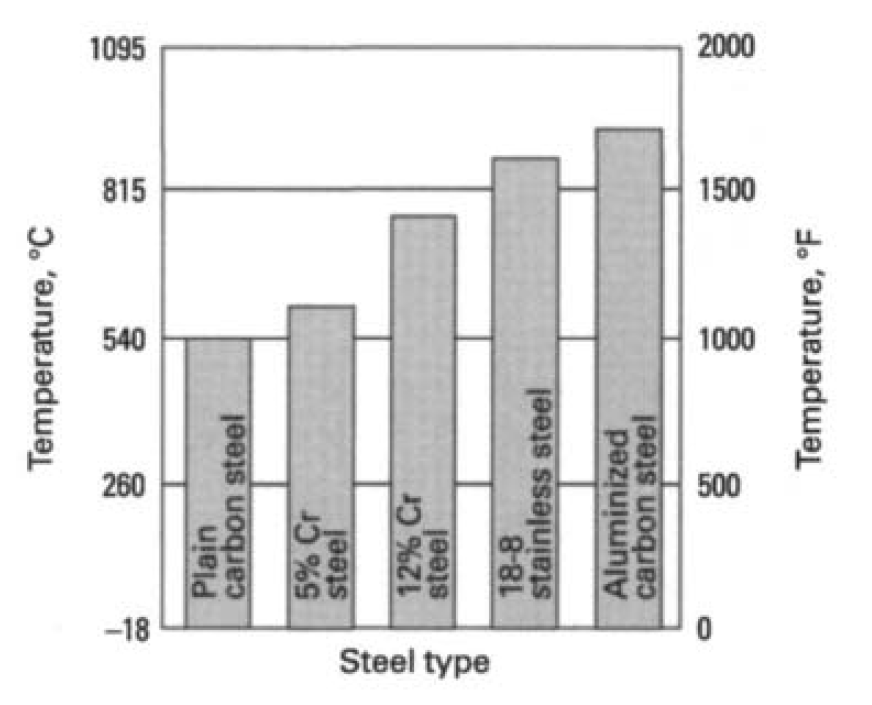 1095
815
540
260
–18
Temperature, °C
2000
1500
1000
500
0
Temperature, °F
Plain
carbon steel
5% Cr
steel
12% Cr
steel
18-8
stainless steel
Aluminized
carbon steel
Steel type